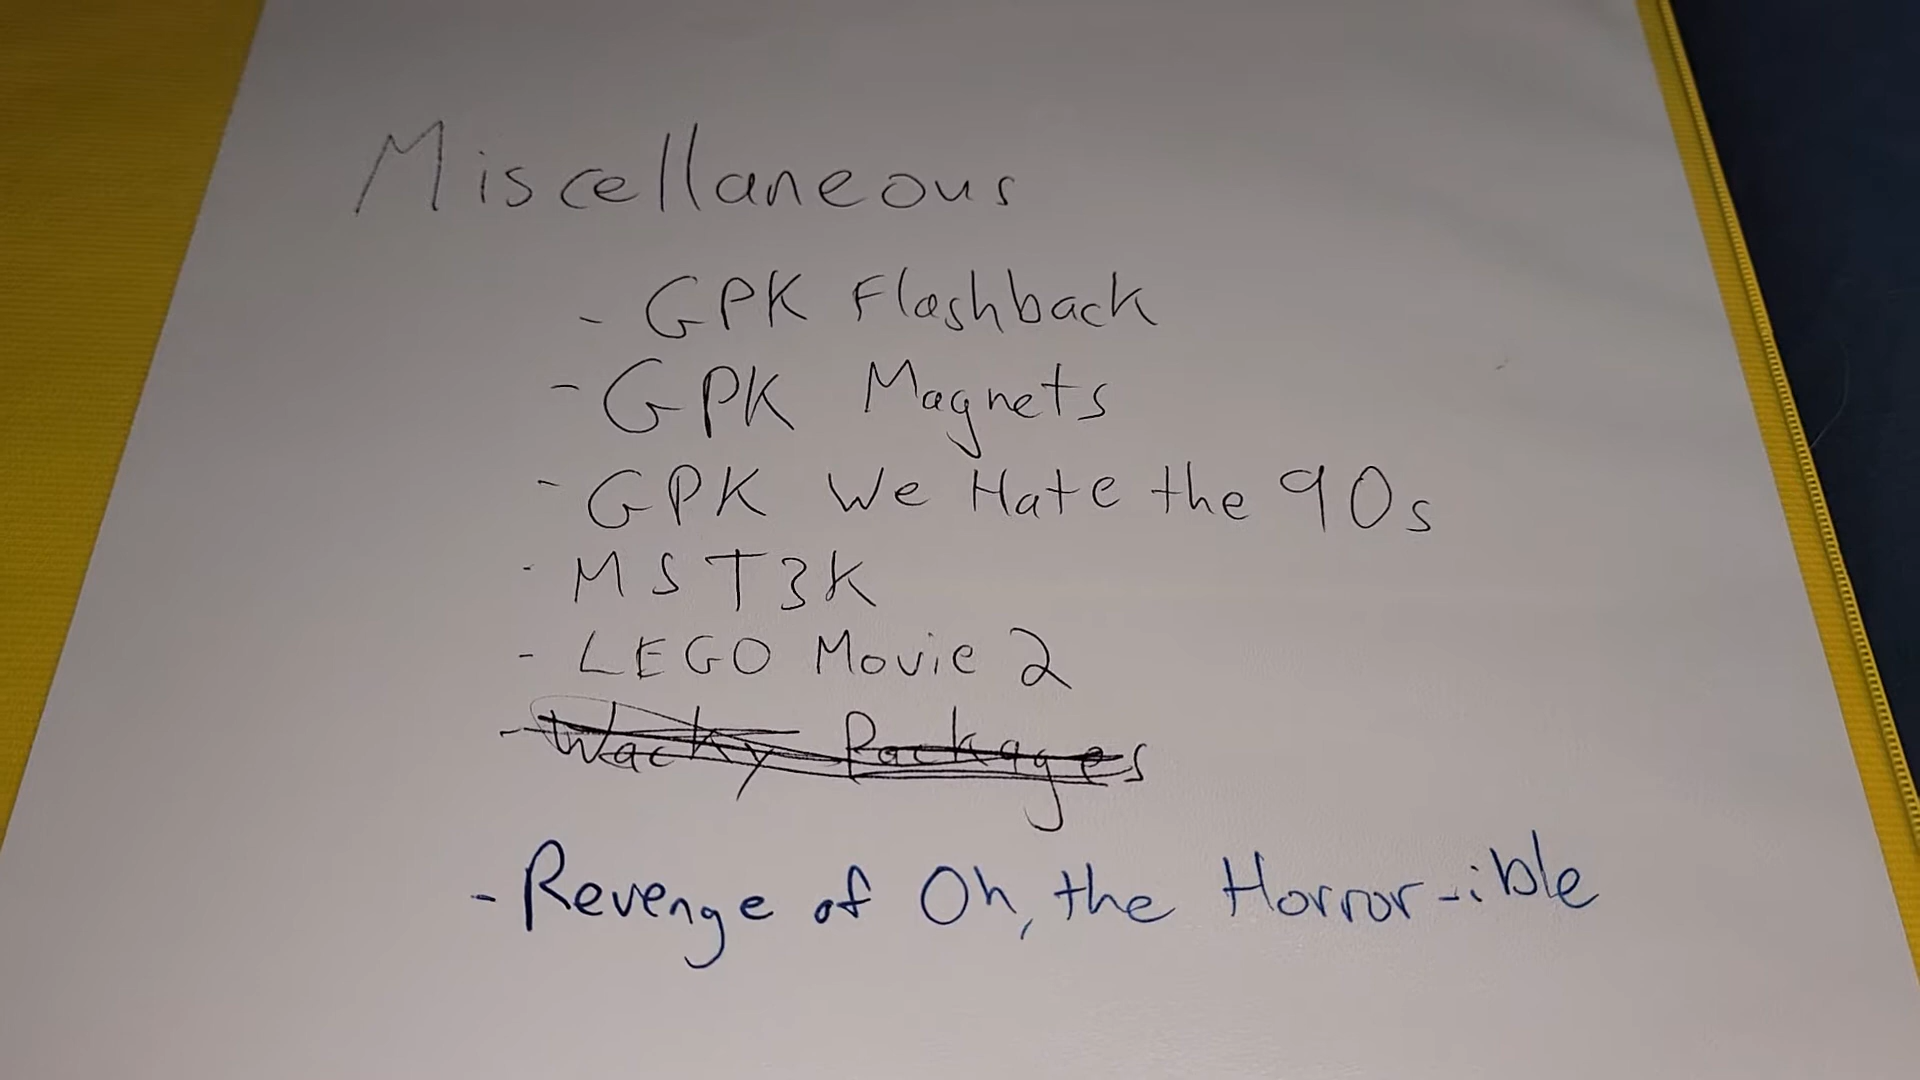 Miscellaneous
- GPK Flashback
- GPK Magnets
- GPK We Hate the 90s
- MST3K
- LEGO Movie 2
- Wacky Packages
- Revenge of Oh, the Horror-ible